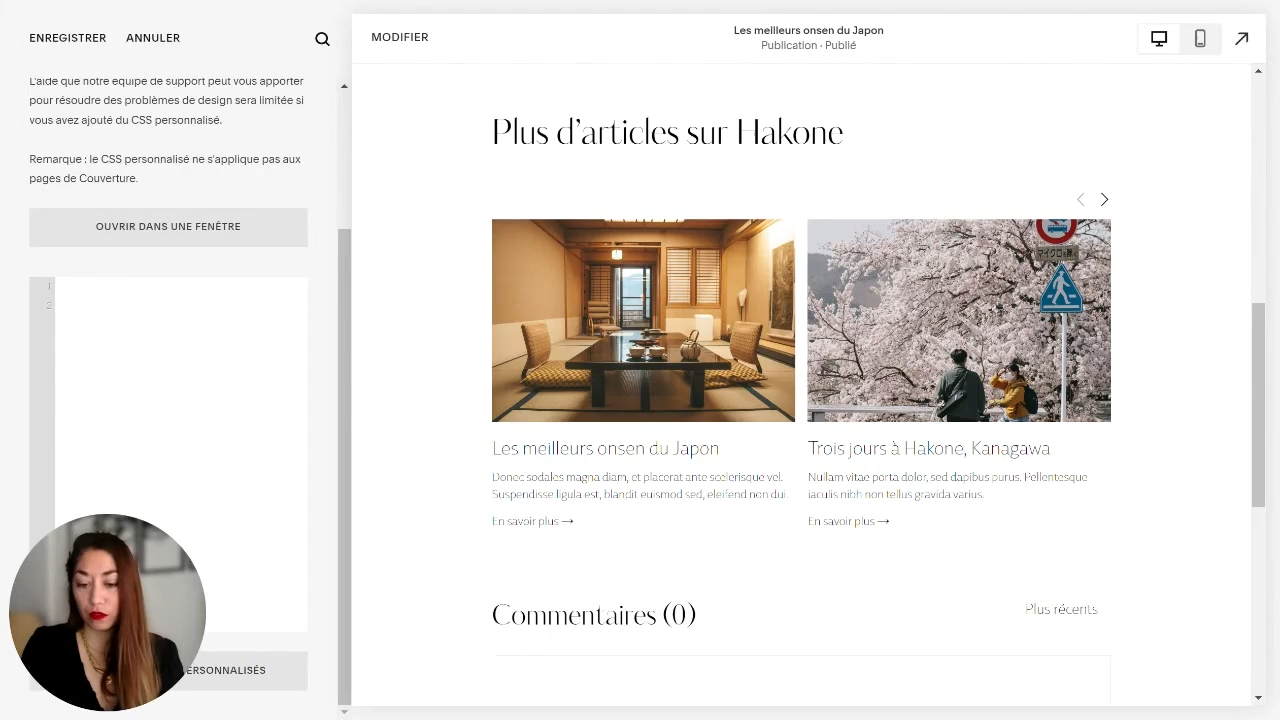 ENREGISTRER ANNULER
L'aide que notre équipe de support peut vous apporter
pour résoudre des problèmes de design sera limitée si
vous avez ajouté du CSS personnalisé.
Remarque : le CSS personnalisé ne s'applique pas aux
pages de Couverture.
OUVRIR DANS UNE FENÊTRE
1
2
ERSONNALISÉS
MODIFIER
Les meilleurs onsen du Japon
Publication · Publié
Plus d’articles sur Hakone
マイクロ
Les meilleurs onsen du Japon
Donec sodales magna diam, et placerat ante scelerisque vel.
Suspendisse ligula est, blandit euismod sed, eleifend non dui.
En savoir plus →
Trois jours à Hakone, Kanagawa
Nullam vitae porta dolor, sed dapibus purus. Pellentesque
iaculis nibh non tellus gravida varius.
En savoir plus →
Commentaires (0)
Plus récents